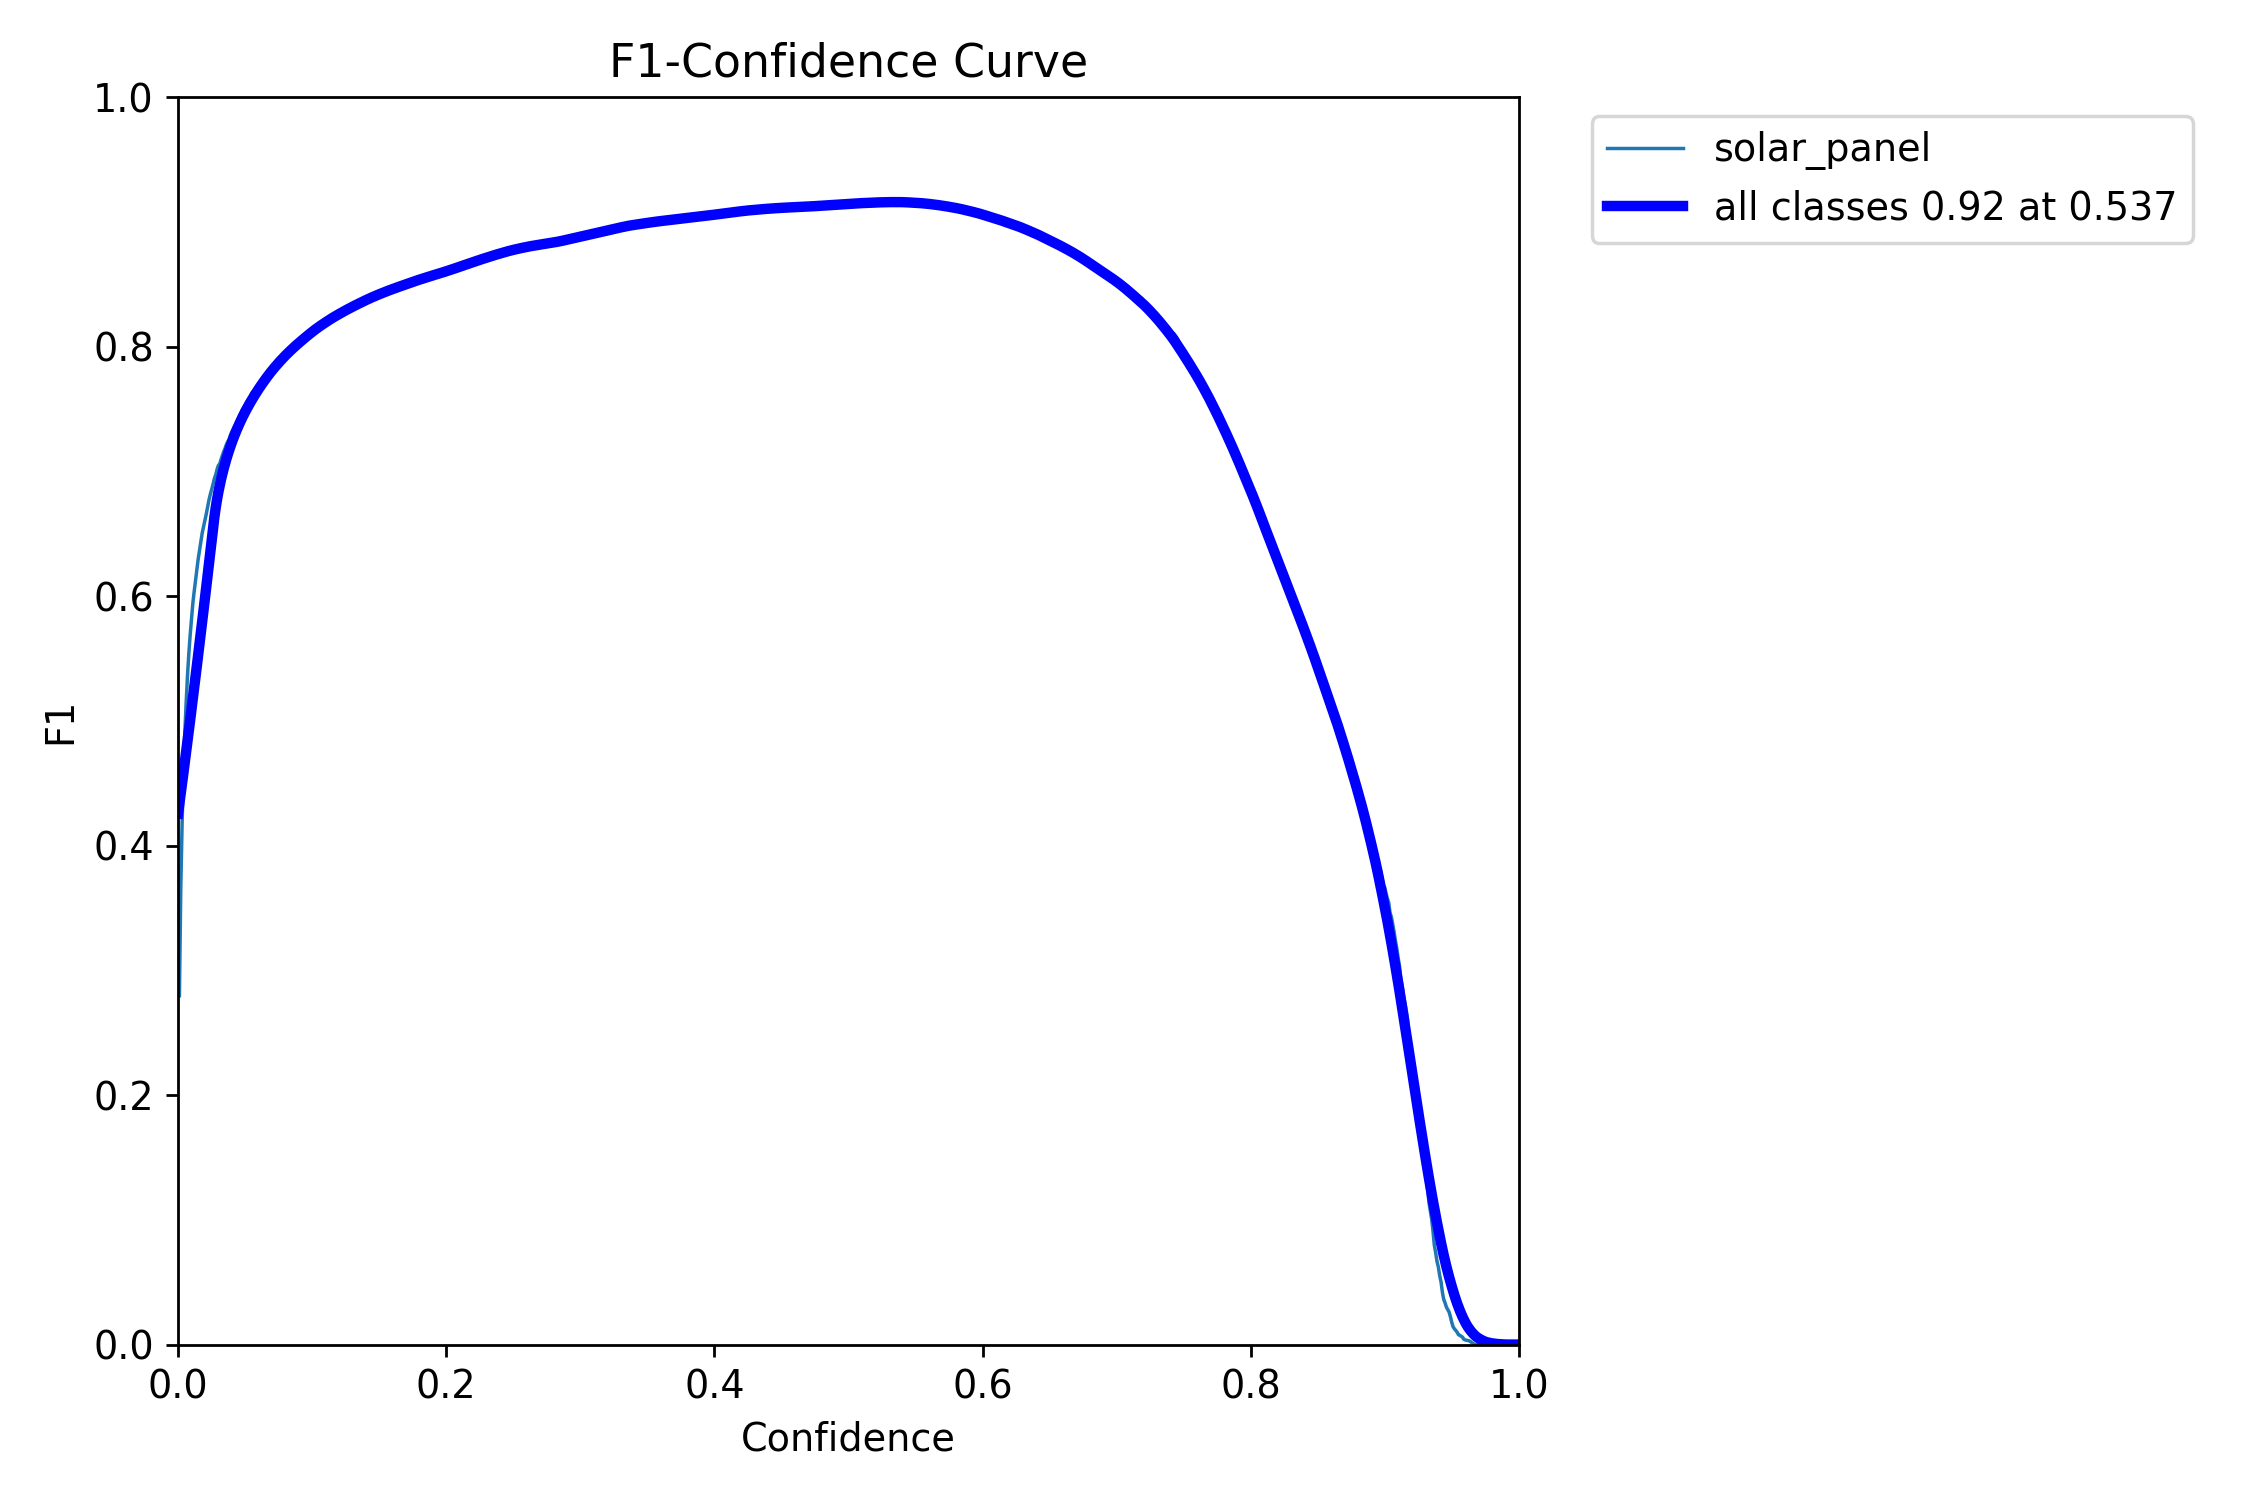 F1-Confidence Curve
1.0
0.8
0.6
0.4
0.2
0.0
F1
0.0 0.2 0.4 0.6 0.8 1.0
Confidence
solar_panel
all classes 0.92 at 0.537